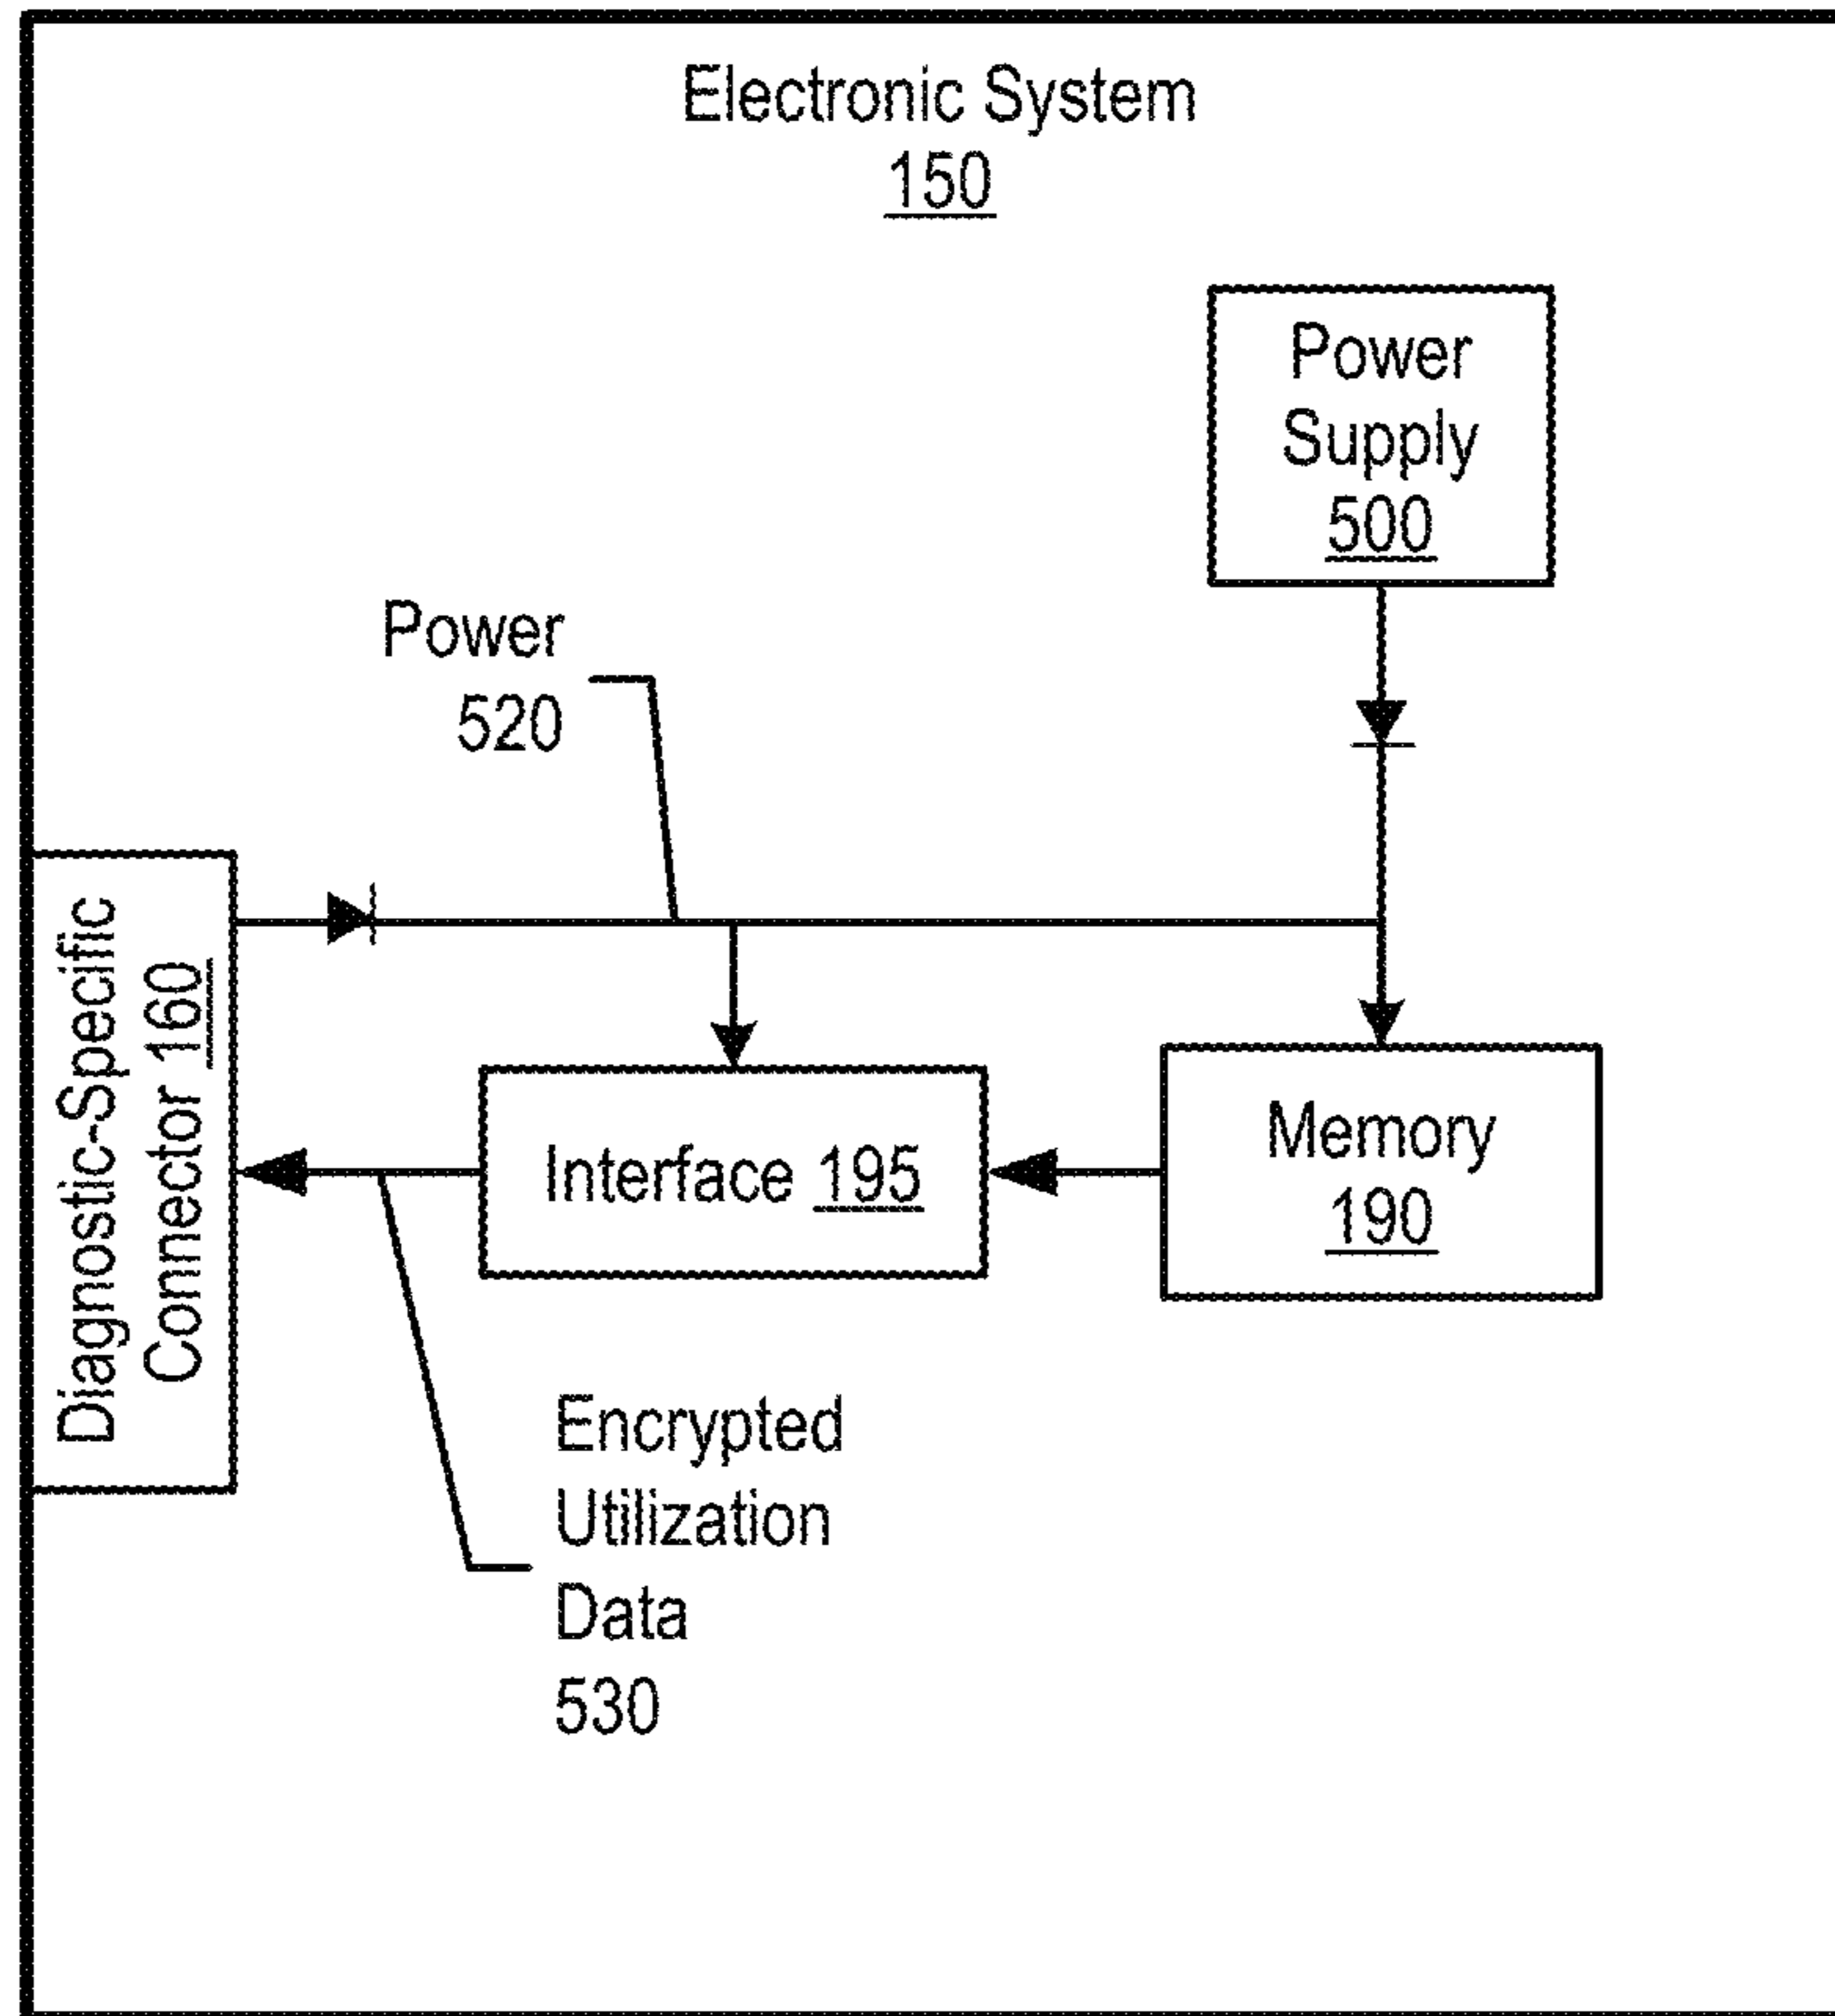 Electronic System
150
Power
Supply
500
Power
520
Diagnostic-Specific
Connector 160
Interface 195
Memory
190
Encrypted
Utilization
Data
530